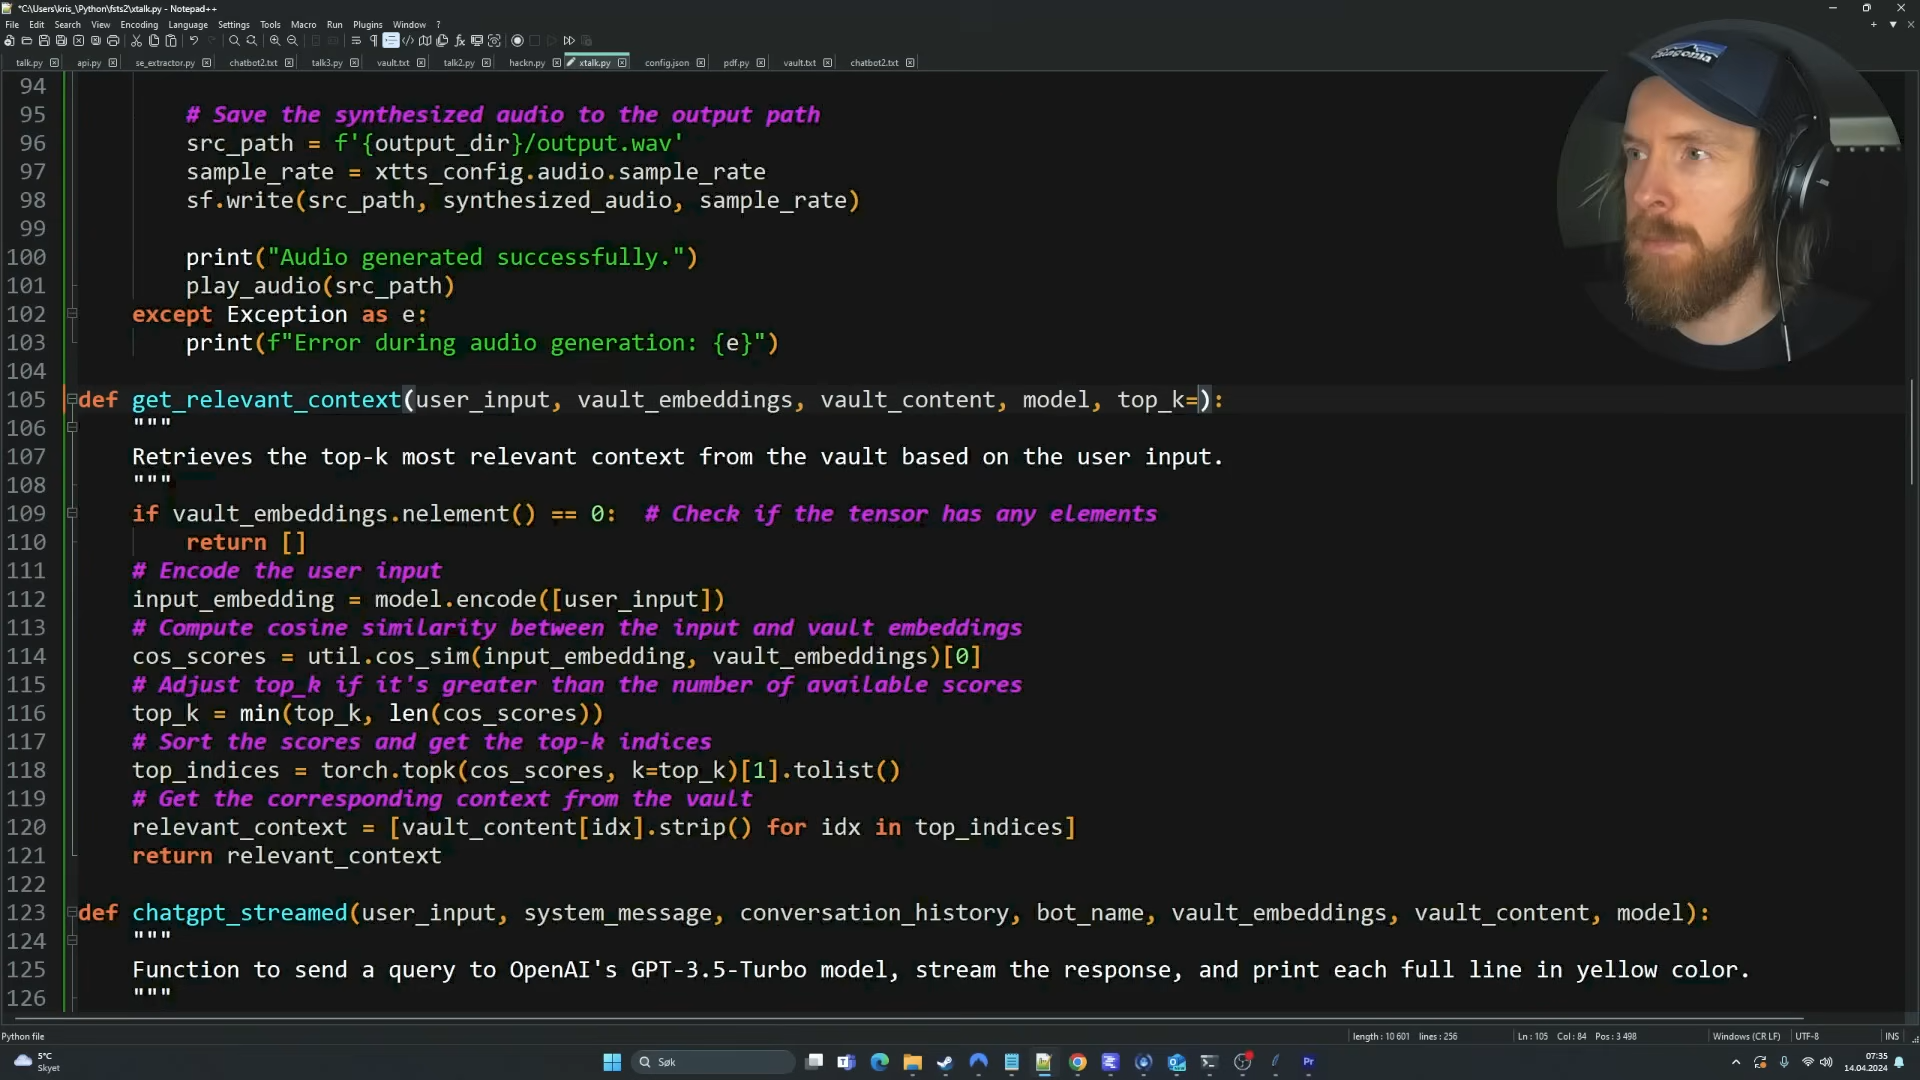 *C:\Users\kris_\Python\fsts2\xtalk.py - Notepad++
File Edit Search View Encoding Language Settings Tools Macro Run Plugins Window ?
talk.py api.py se_extractor.py chatbot2.txt talk3.py vault.txt talk2.py hackn.py xtalk.py config.json pdf.py vault.txt chatbot2.txt
patagonia
94
95 # Save the synthesized audio to the output path
96 src_path = f'{output_dir}/output.wav'
97 sample_rate = xtts_config.audio.sample_rate
98 sf.write(src_path, synthesized_audio, sample_rate)
99
100 print("Audio generated successfully.")
101 play_audio(src_path)
102 except Exception as e:
103 print(f"Error during audio generation: {e}")
104
105 def get_relevant_context(user_input, vault_embeddings, vault_content, model, top_k=):
106 """
107 Retrieves the top-k most relevant context from the vault based on the user input.
108 """
109 if vault_embeddings.nelement() == 0: # Check if the tensor has any elements
110 return []
111 # Encode the user input
112 input_embedding = model.encode([user_input])
113 # Compute cosine similarity between the input and vault embeddings
114 cos_scores = util.cos_sim(input_embedding, vault_embeddings)[0]
115 # Adjust top_k if it's greater than the number of available scores
116 top_k = min(top_k, len(cos_scores))
117 # Sort the scores and get the top-k indices
118 top_indices = torch.topk(cos_scores, k=top_k)[1].tolist()
119 # Get the corresponding context from the vault
120 relevant_context = [vault_content[idx].strip() for idx in top_indices]
121 return relevant_context
122
123 def chatgpt_streamed(user_input, system_message, conversation_history, bot_name, vault_embeddings, vault_content, model):
124 """
125 Function to send a query to OpenAI's GPT-3.5-Turbo model, stream the response, and print each full line in yellow color.
126 """
Python file length : 10 601 lines : 256 Ln : 105 Col : 84 Pos : 3 498 Windows (CR LF) UTF-8 INS
5°C
Skyet
Søk
Pr
07:35
14.04.2024